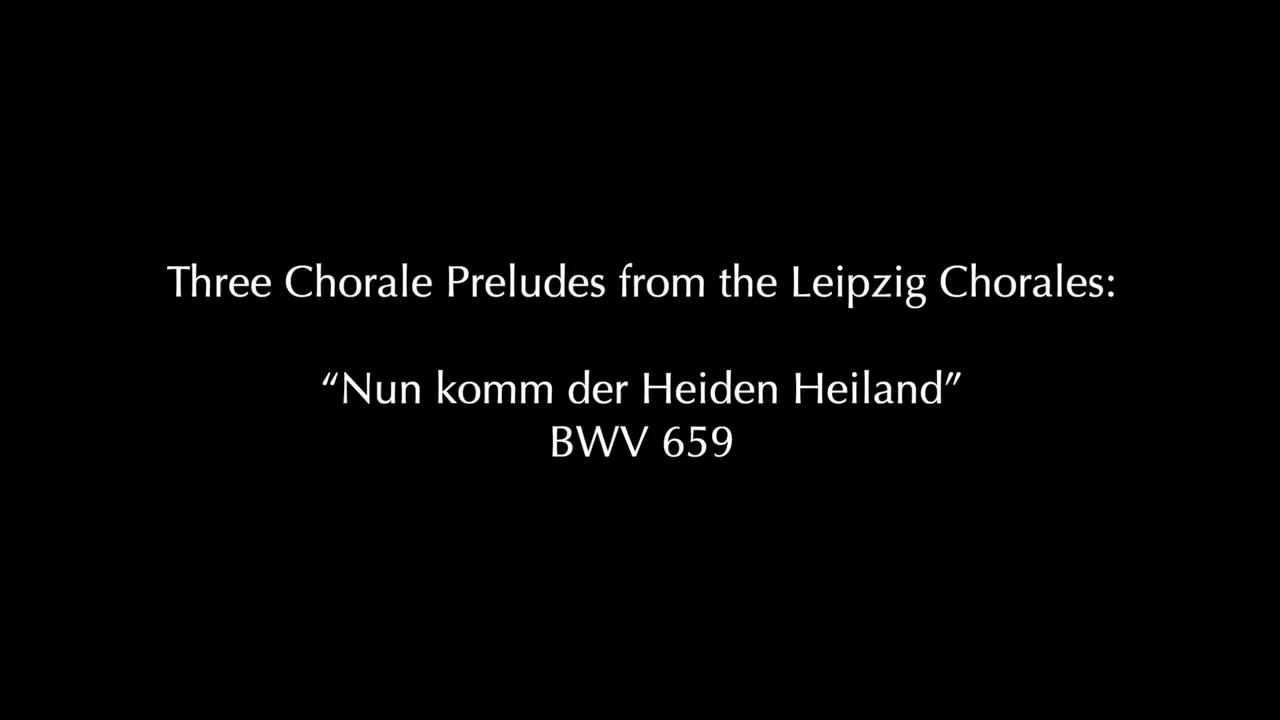 Three Chorale Preludes from the Leipzig Chorales:
“Nun komm der Heiden Heiland”
BWV 659